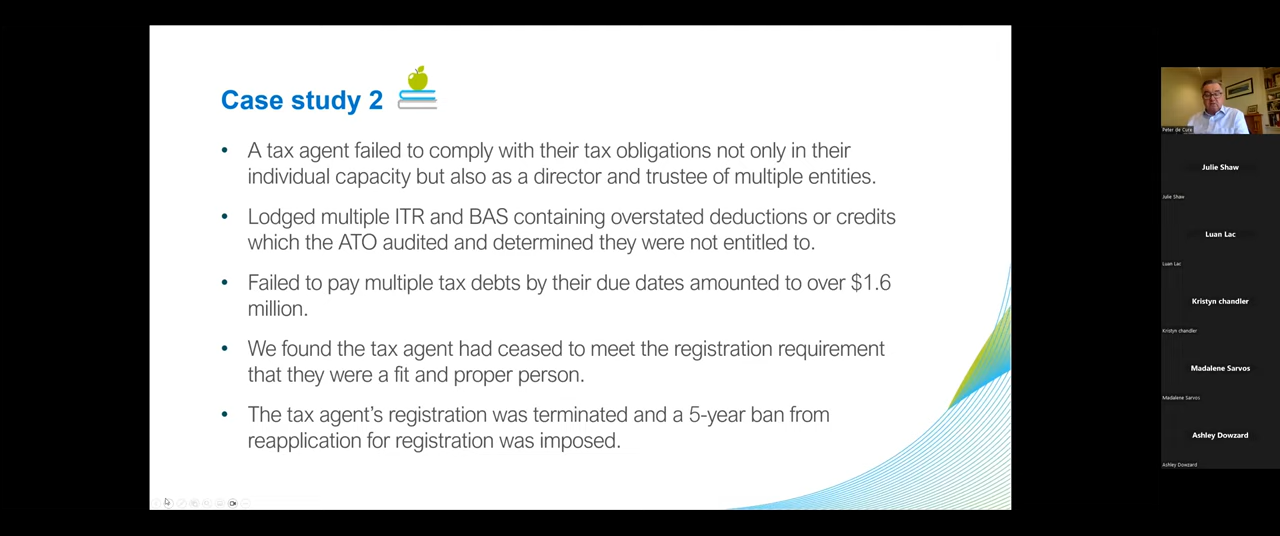 Case study 2
• A tax agent failed to comply with their tax obligations not only in their
individual capacity but also as a director and trustee of multiple entities.
• Lodged multiple ITR and BAS containing overstated deductions or credits
which the ATO audited and determined they were not entitled to.
• Failed to pay multiple tax debts by their due dates amounted to over $1.6
million.
• We found the tax agent had ceased to meet the registration requirement
that they were a fit and proper person.
• The tax agent’s registration was terminated and a 5-year ban from
reapplication for registration was imposed.
Peter de Cure
Julie Shaw
Julie Shaw
Luan Lac
Luan Lac
Kristyn chandler
Kristyn chandler
Madalene Sarvos
Madalene Sarvos
Ashley Dowzard
Ashley Dowzard